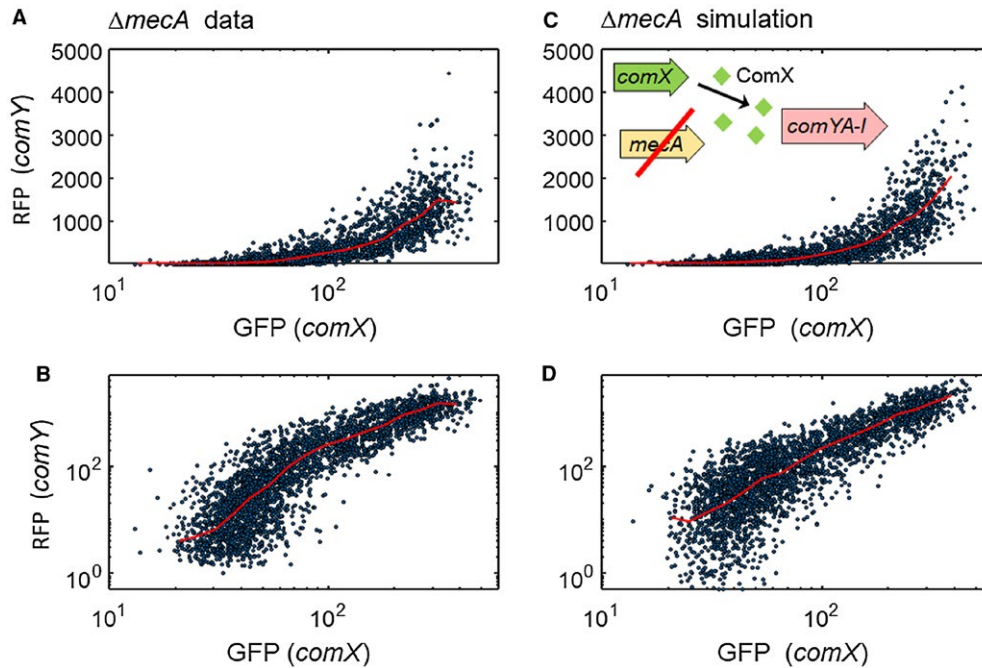 A ΔmecA data
5000
4000
3000
2000
1000
RFP (comY)
10¹ 10²
GFP (comX)
C ΔmecA simulation
5000
4000
3000
2000
1000
comX
ComX
mecA
comYA-I
10¹ 10²
GFP (comX)
B
10²
10⁰
RFP (comY)
10¹ 10²
GFP (comX)
D
10²
10⁰
10¹ 10²
GFP (comX)